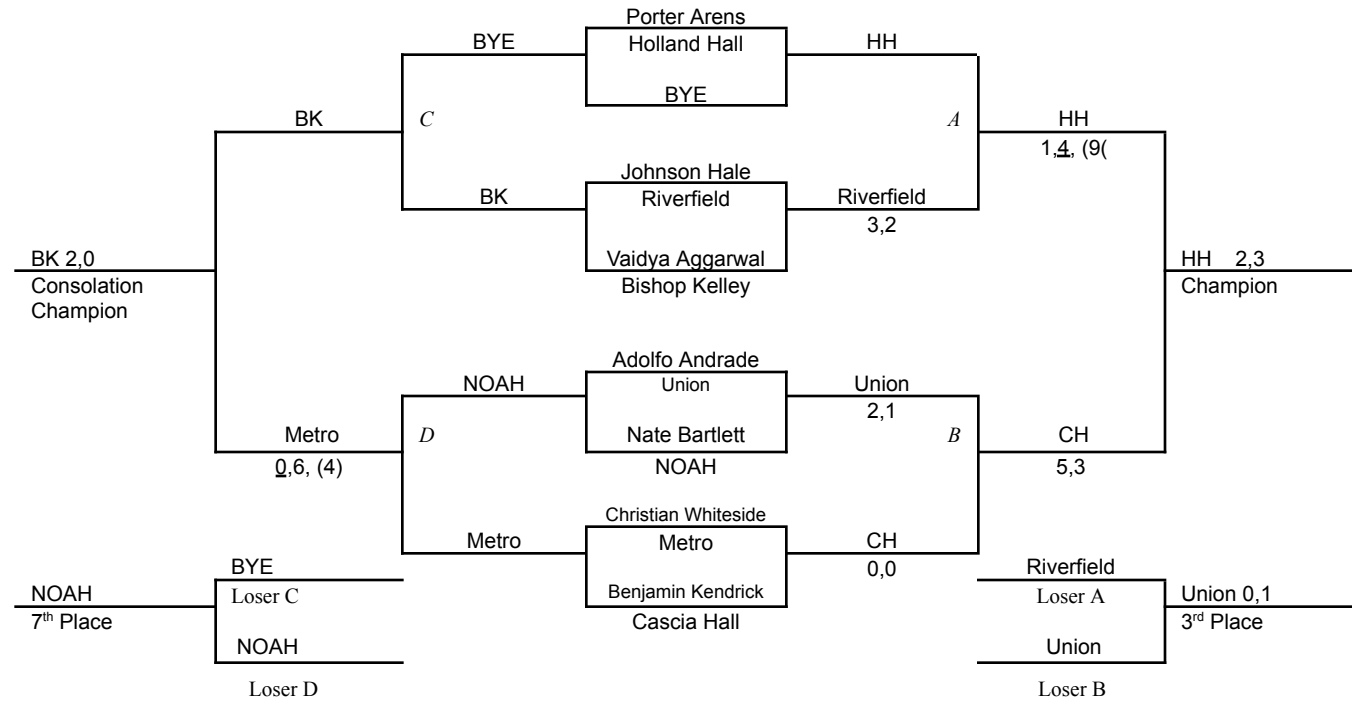 Porter Arens
BYE
Holland Hall
HH
BYE
BK
C
A
HH
1,4, (9(
Johnson Hale
BK
Riverfield
Riverfield
3,2
BK 2,0
Vaidya Aggarwal
HH 2,3
Consolation
Champion
Bishop Kelley
Champion
Adolfo Andrade
NOAH
Union
Union
2,1
Metro
D
Nate Bartlett
B
CH
0,6, (4)
NOAH
5,3
Christian Whiteside
Metro
Metro
CH
0,0
BYE
Riverfield
NOAH
Loser C
Benjamin Kendrick
Loser A
Union 0,1
7th Place
Cascia Hall
3rd Place
NOAH
Union
Loser D
Loser B